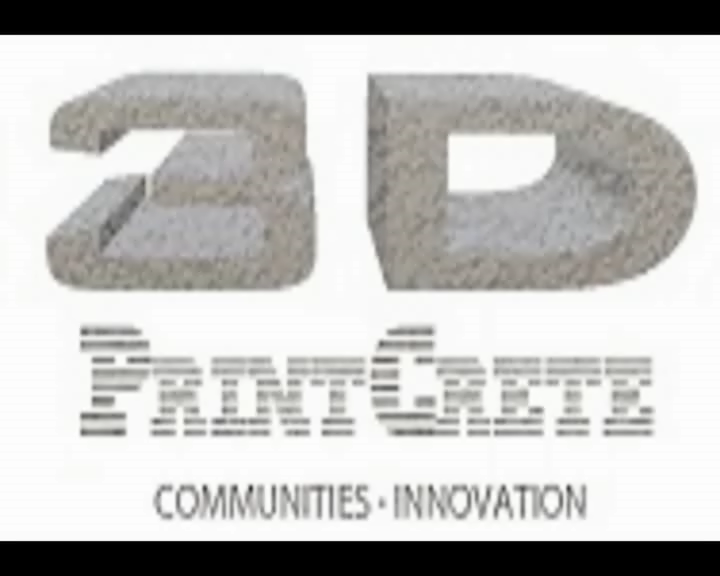 3D
PRINTCRETE
COMMUNITIES · INNOVATION